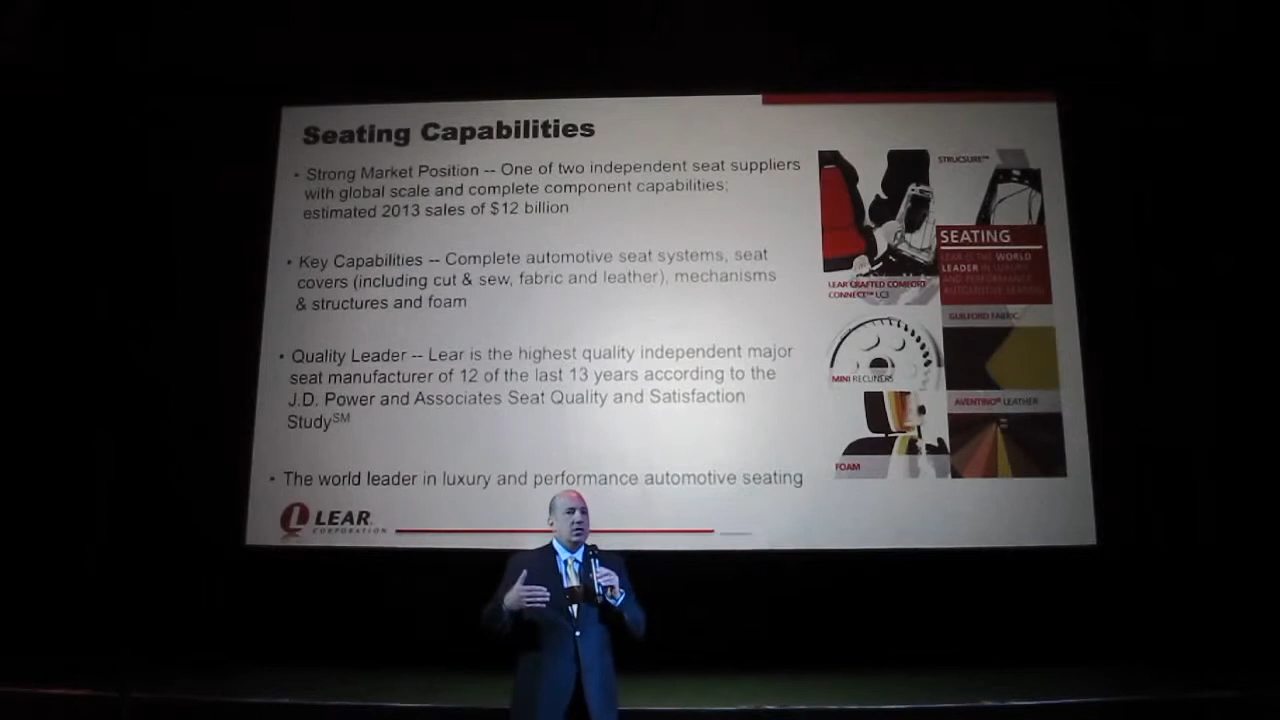 Seating Capabilities
• Strong Market Position -- One of two independent seat suppliers
with global scale and complete component capabilities;
estimated 2013 sales of $12 billion
• Key Capabilities -- Complete automotive seat systems, seat
covers (including cut & sew, fabric and leather), mechanisms
& structures and foam
• Quality Leader -- Lear is the highest quality independent major
seat manufacturer of 12 of the last 13 years according to the
J.D. Power and Associates Seat Quality and Satisfaction
StudySM
• The world leader in luxury and performance automotive seating
LEAR
CORPORATION
STRUCSURE™
SEATING
LEAR IS THE WORLD
LEADER IN LUXURY
AND PERFORMANCE
AUTOMOTIVE SEATING
LEAR CRAFTED COMFORT
CONNECT™ LC3
GUILFORD FABRIC
MINI RECLINERS
AVENTINO® LEATHER
FOAM